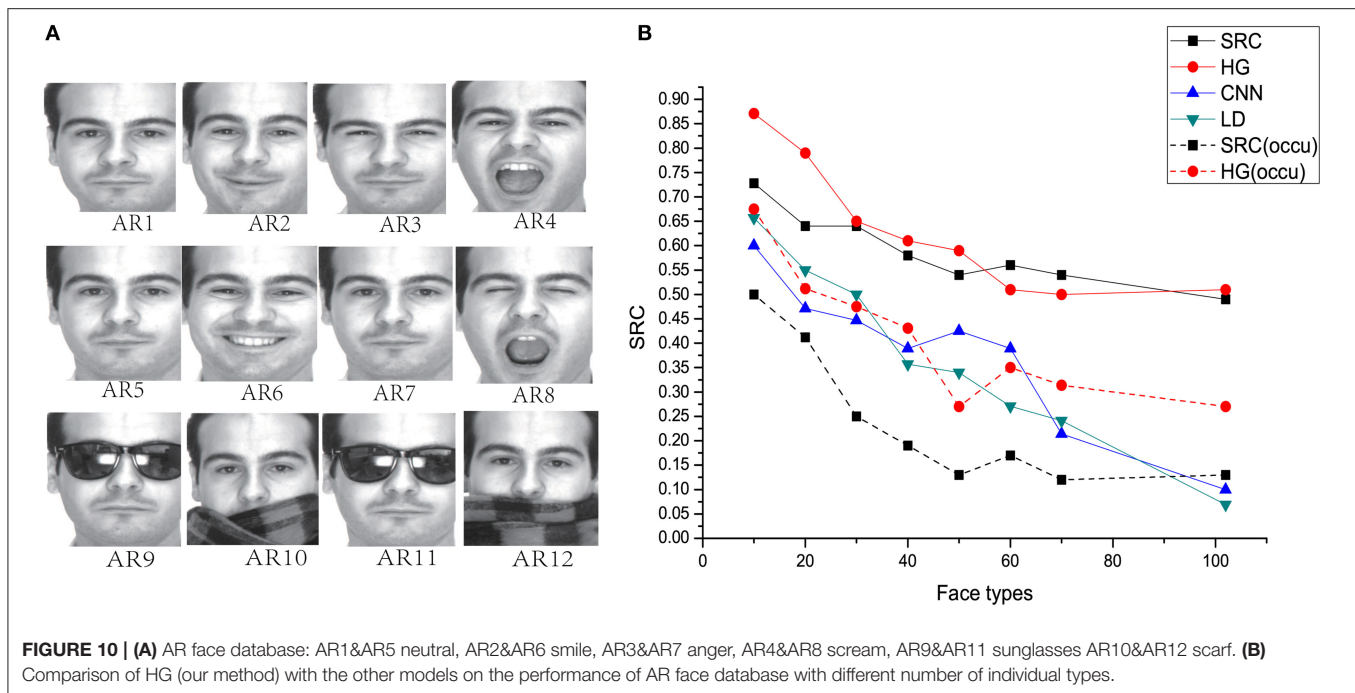 A
AR1 AR2 AR3 AR4
AR5 AR6 AR7 AR8
AR9 AR10 AR11 AR12
B
SRC
HG
CNN
LD
SRC(occu)
HG(occu)
0.90
0.85
0.80
0.75
0.70
0.65
0.60
0.55
0.50
0.45
0.40
0.35
0.30
0.25
0.20
0.15
0.10
0.05
0.00
SRC
0 20 40 60 80 100
Face types
FIGURE 10 | (A) AR face database: AR1&AR5 neutral, AR2&AR6 smile, AR3&AR7 anger, AR4&AR8 scream, AR9&AR11 sunglasses AR10&AR12 scarf. (B)
Comparison of HG (our method) with the other models on the performance of AR face database with different number of individual types.